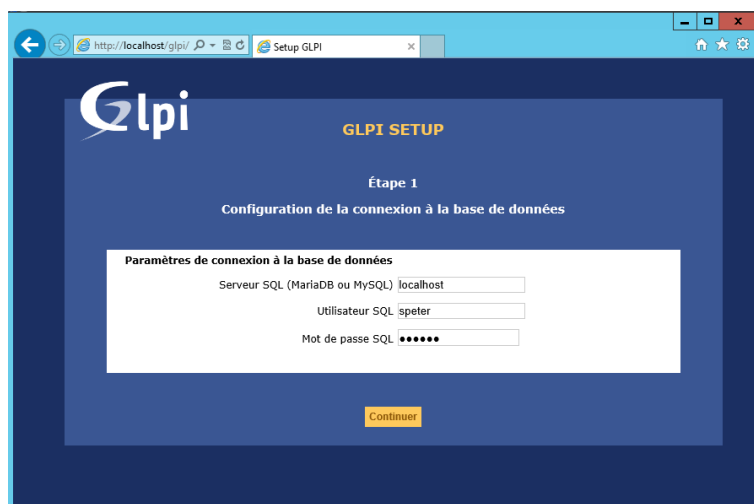 http://localhost/glpi/
Setup GLPI
Glpi
GLPI SETUP
Étape 1
Configuration de la connexion à la base de données
Paramètres de connexion à la base de données
Serveur SQL (MariaDB ou MySQL) localhost
Utilisateur SQL speter
Mot de passe SQL ●●●●●●
Continuer